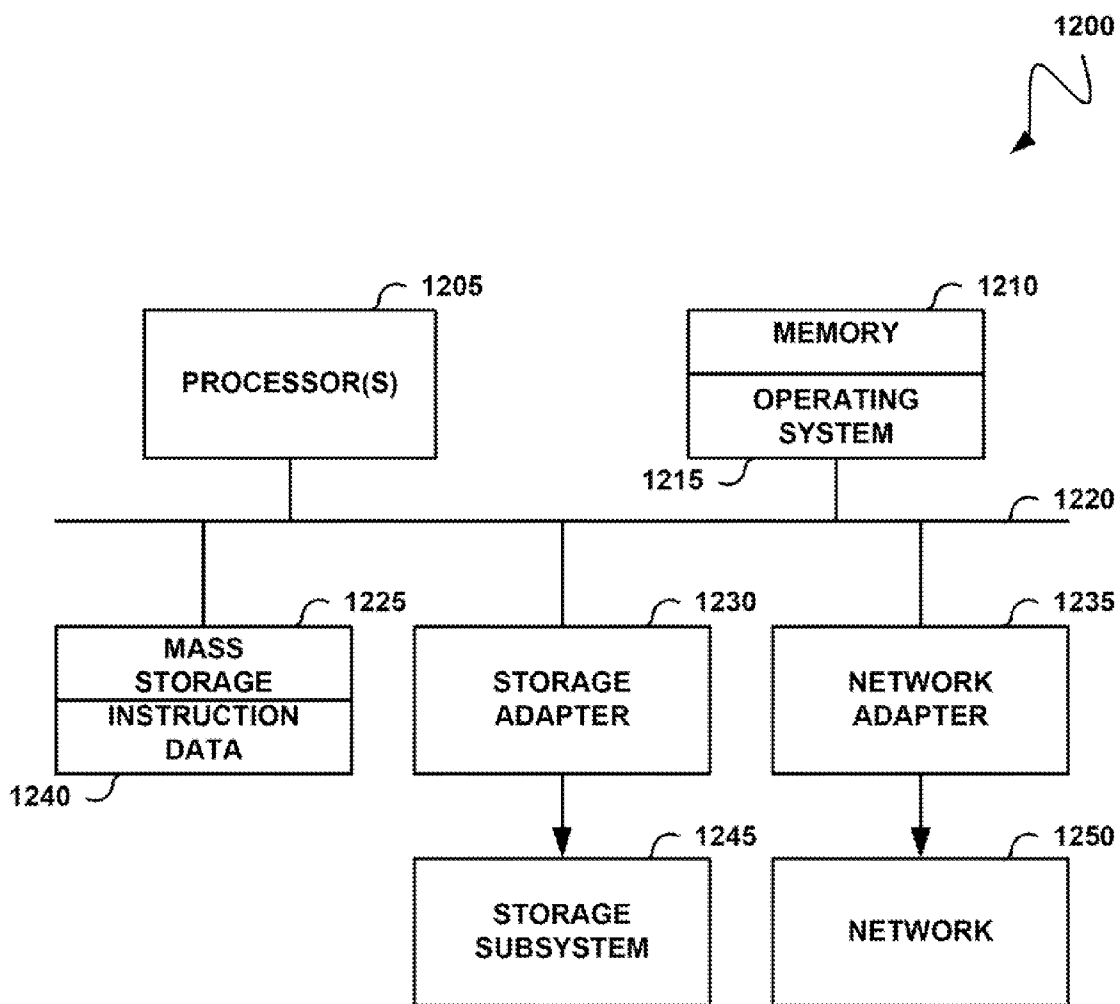 1200
1205
PROCESSOR(S)
1210
MEMORY
OPERATING
SYSTEM
1215
1220
1225
MASS
STORAGE
INSTRUCTION
DATA
1240
1230
STORAGE
ADAPTER
1235
NETWORK
ADAPTER
1245
STORAGE
SUBSYSTEM
1250
NETWORK